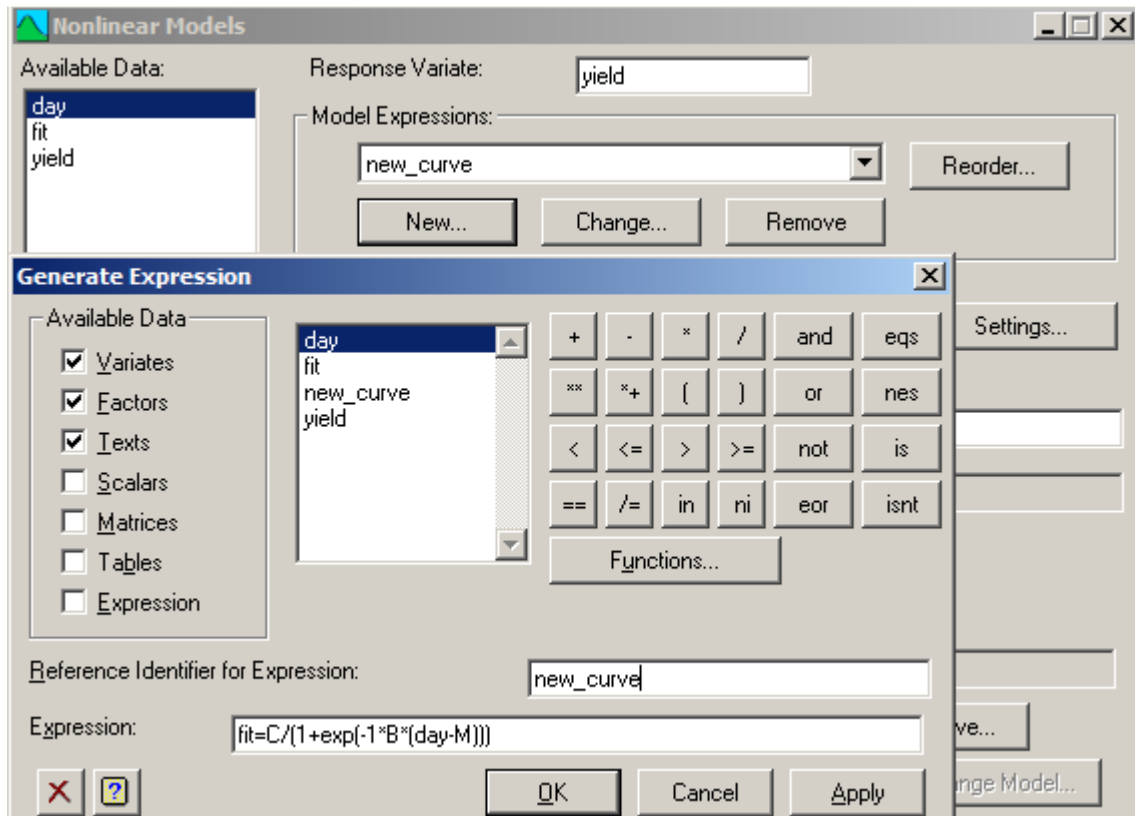 Nonlinear Models
Available Data:
Response Variate:
yield
day
fit
yield
Model Expressions:
new_curve
Reorder...
New...
Change...
Remove
Generate Expression
Settings...
Available Data
Variates
Factors
Texts
Scalars
Matrices
Tables
Expression
day
fit
new_curve
yield
+ - * / and eqs
** *+ ( ) or nes
< <= > >= not is
== /= in ni eor isnt
Functions...
Reference Identifier for Expression:
new_curve
Expression:
fit=C/(1+exp(-1*B*(day-M)))
ve...
OK
Cancel
Apply
nge Model...